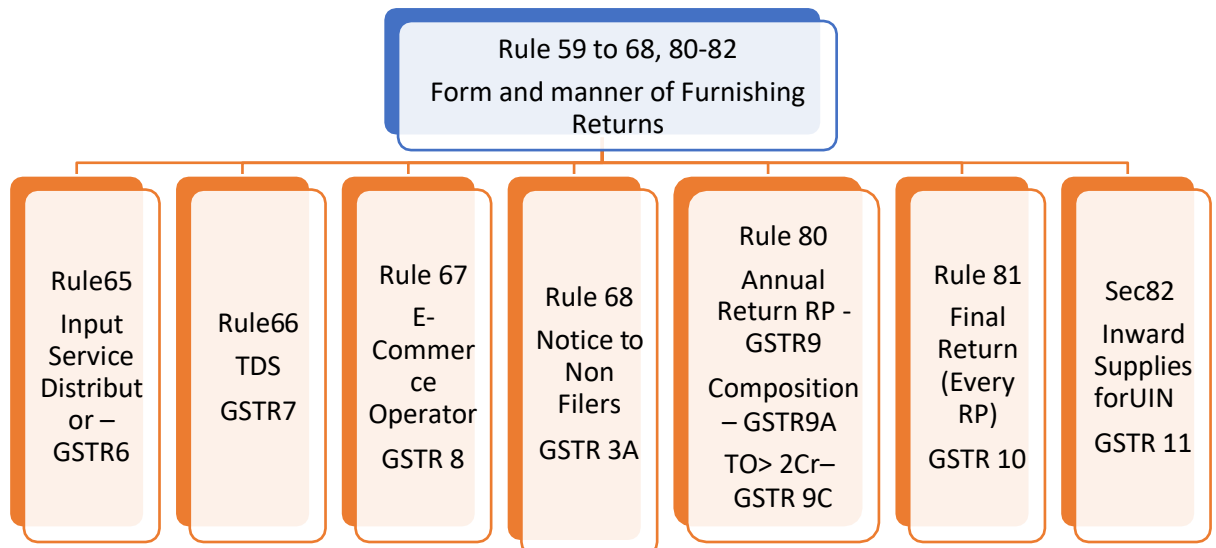 Rule 59 to 68, 80-82
Form and manner of Furnishing
Returns
Rule65
Input
Service
Distribut
or –
GSTR6
Rule66
TDS
GSTR7
Rule 67
E-
Commer
ce
Operator
GSTR 8
Rule 68
Notice to
Non
Filers
GSTR 3A
Rule 80
Annual
Return RP -
GSTR9
Composition
– GSTR9A
TO> 2Cr–
GSTR 9C
Rule 81
Final
Return
(Every
RP)
GSTR 10
Sec82
Inward
Supplies
forUIN
GSTR 11